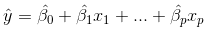 ŷ = β̂₀ + β̂₁x₁ + ... + β̂ₚxₚ